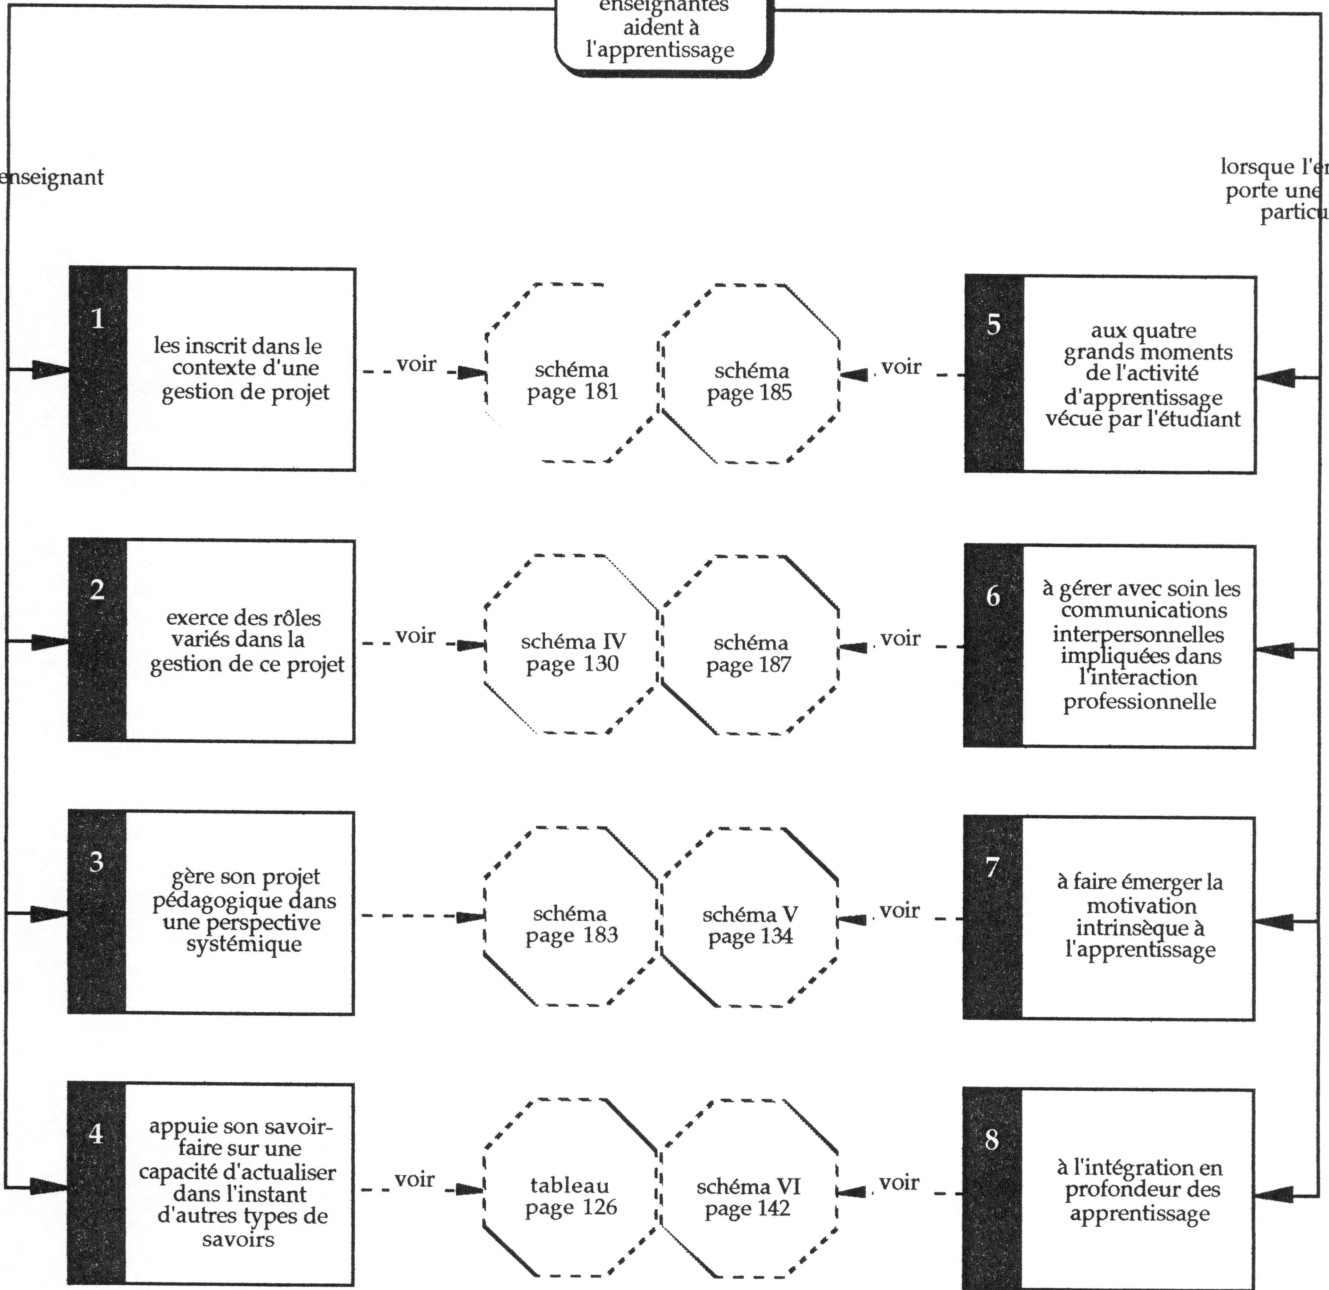 enseignantes
aident à
l'apprentissage
enseignant
lorsque l'en
porte une
particu
1
les inscrit dans le
contexte d'une
gestion de projet
voir
schéma
page 181
schéma
page 185
voir
5
aux quatre
grands moments
de l'activité
d'apprentissage
vécue par l'étudiant
2
exerce des rôles
variés dans la
gestion de ce projet
voir
schéma IV
page 130
schéma
page 187
voir
6
à gérer avec soin les
communications
interpersonnelles
impliquées dans
l'interaction
professionnelle
3
gère son projet
pédagogique dans
une perspective
systémique
schéma
page 183
schéma V
page 134
voir
7
à faire émerger la
motivation
intrinsèque à
l'apprentissage
4
appuie son savoir-
faire sur une
capacité d'actualiser
dans l'instant
d'autres types de
savoirs
voir
tableau
page 126
schéma VI
page 142
voir
8
à l'intégration en
profondeur des
apprentissage